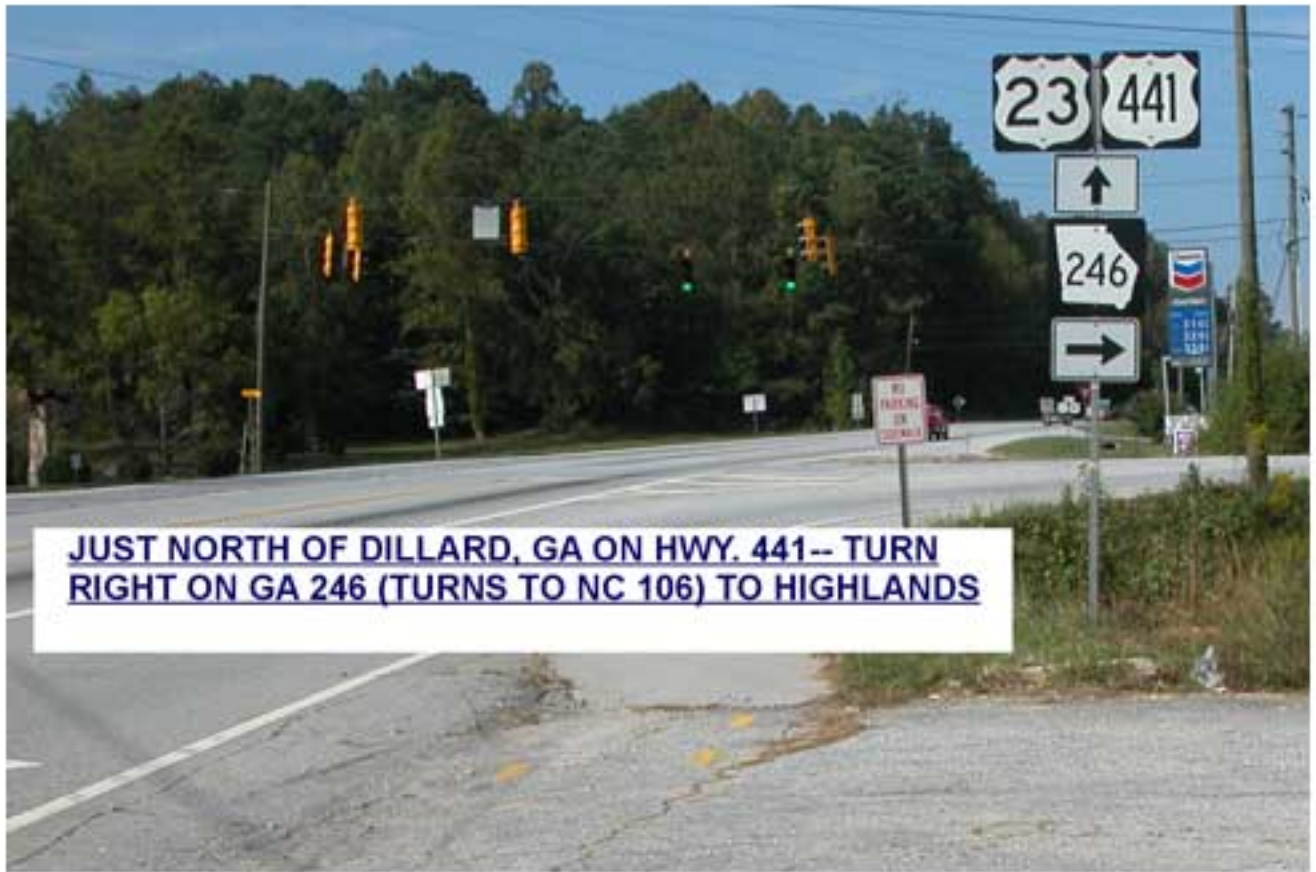 23 441
246
NO
PARKING
ON
SIDEWALK
JUST NORTH OF DILLARD, GA ON HWY. 441-- TURN
RIGHT ON GA 246 (TURNS TO NC 106) TO HIGHLANDS